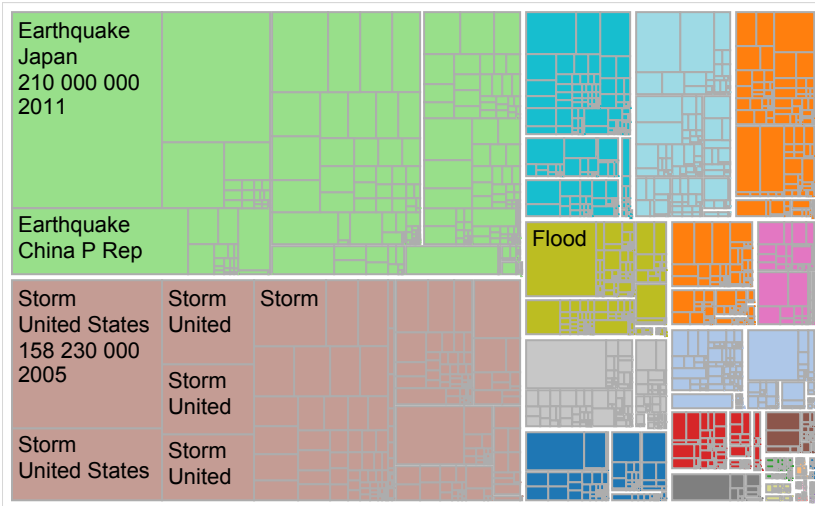 Earthquake
Japan
210 000 000
2011
Earthquake
China P Rep
Storm
United States
158 230 000
2005
Storm
United States
Storm
United
Storm
United
Storm
United
Storm
Flood